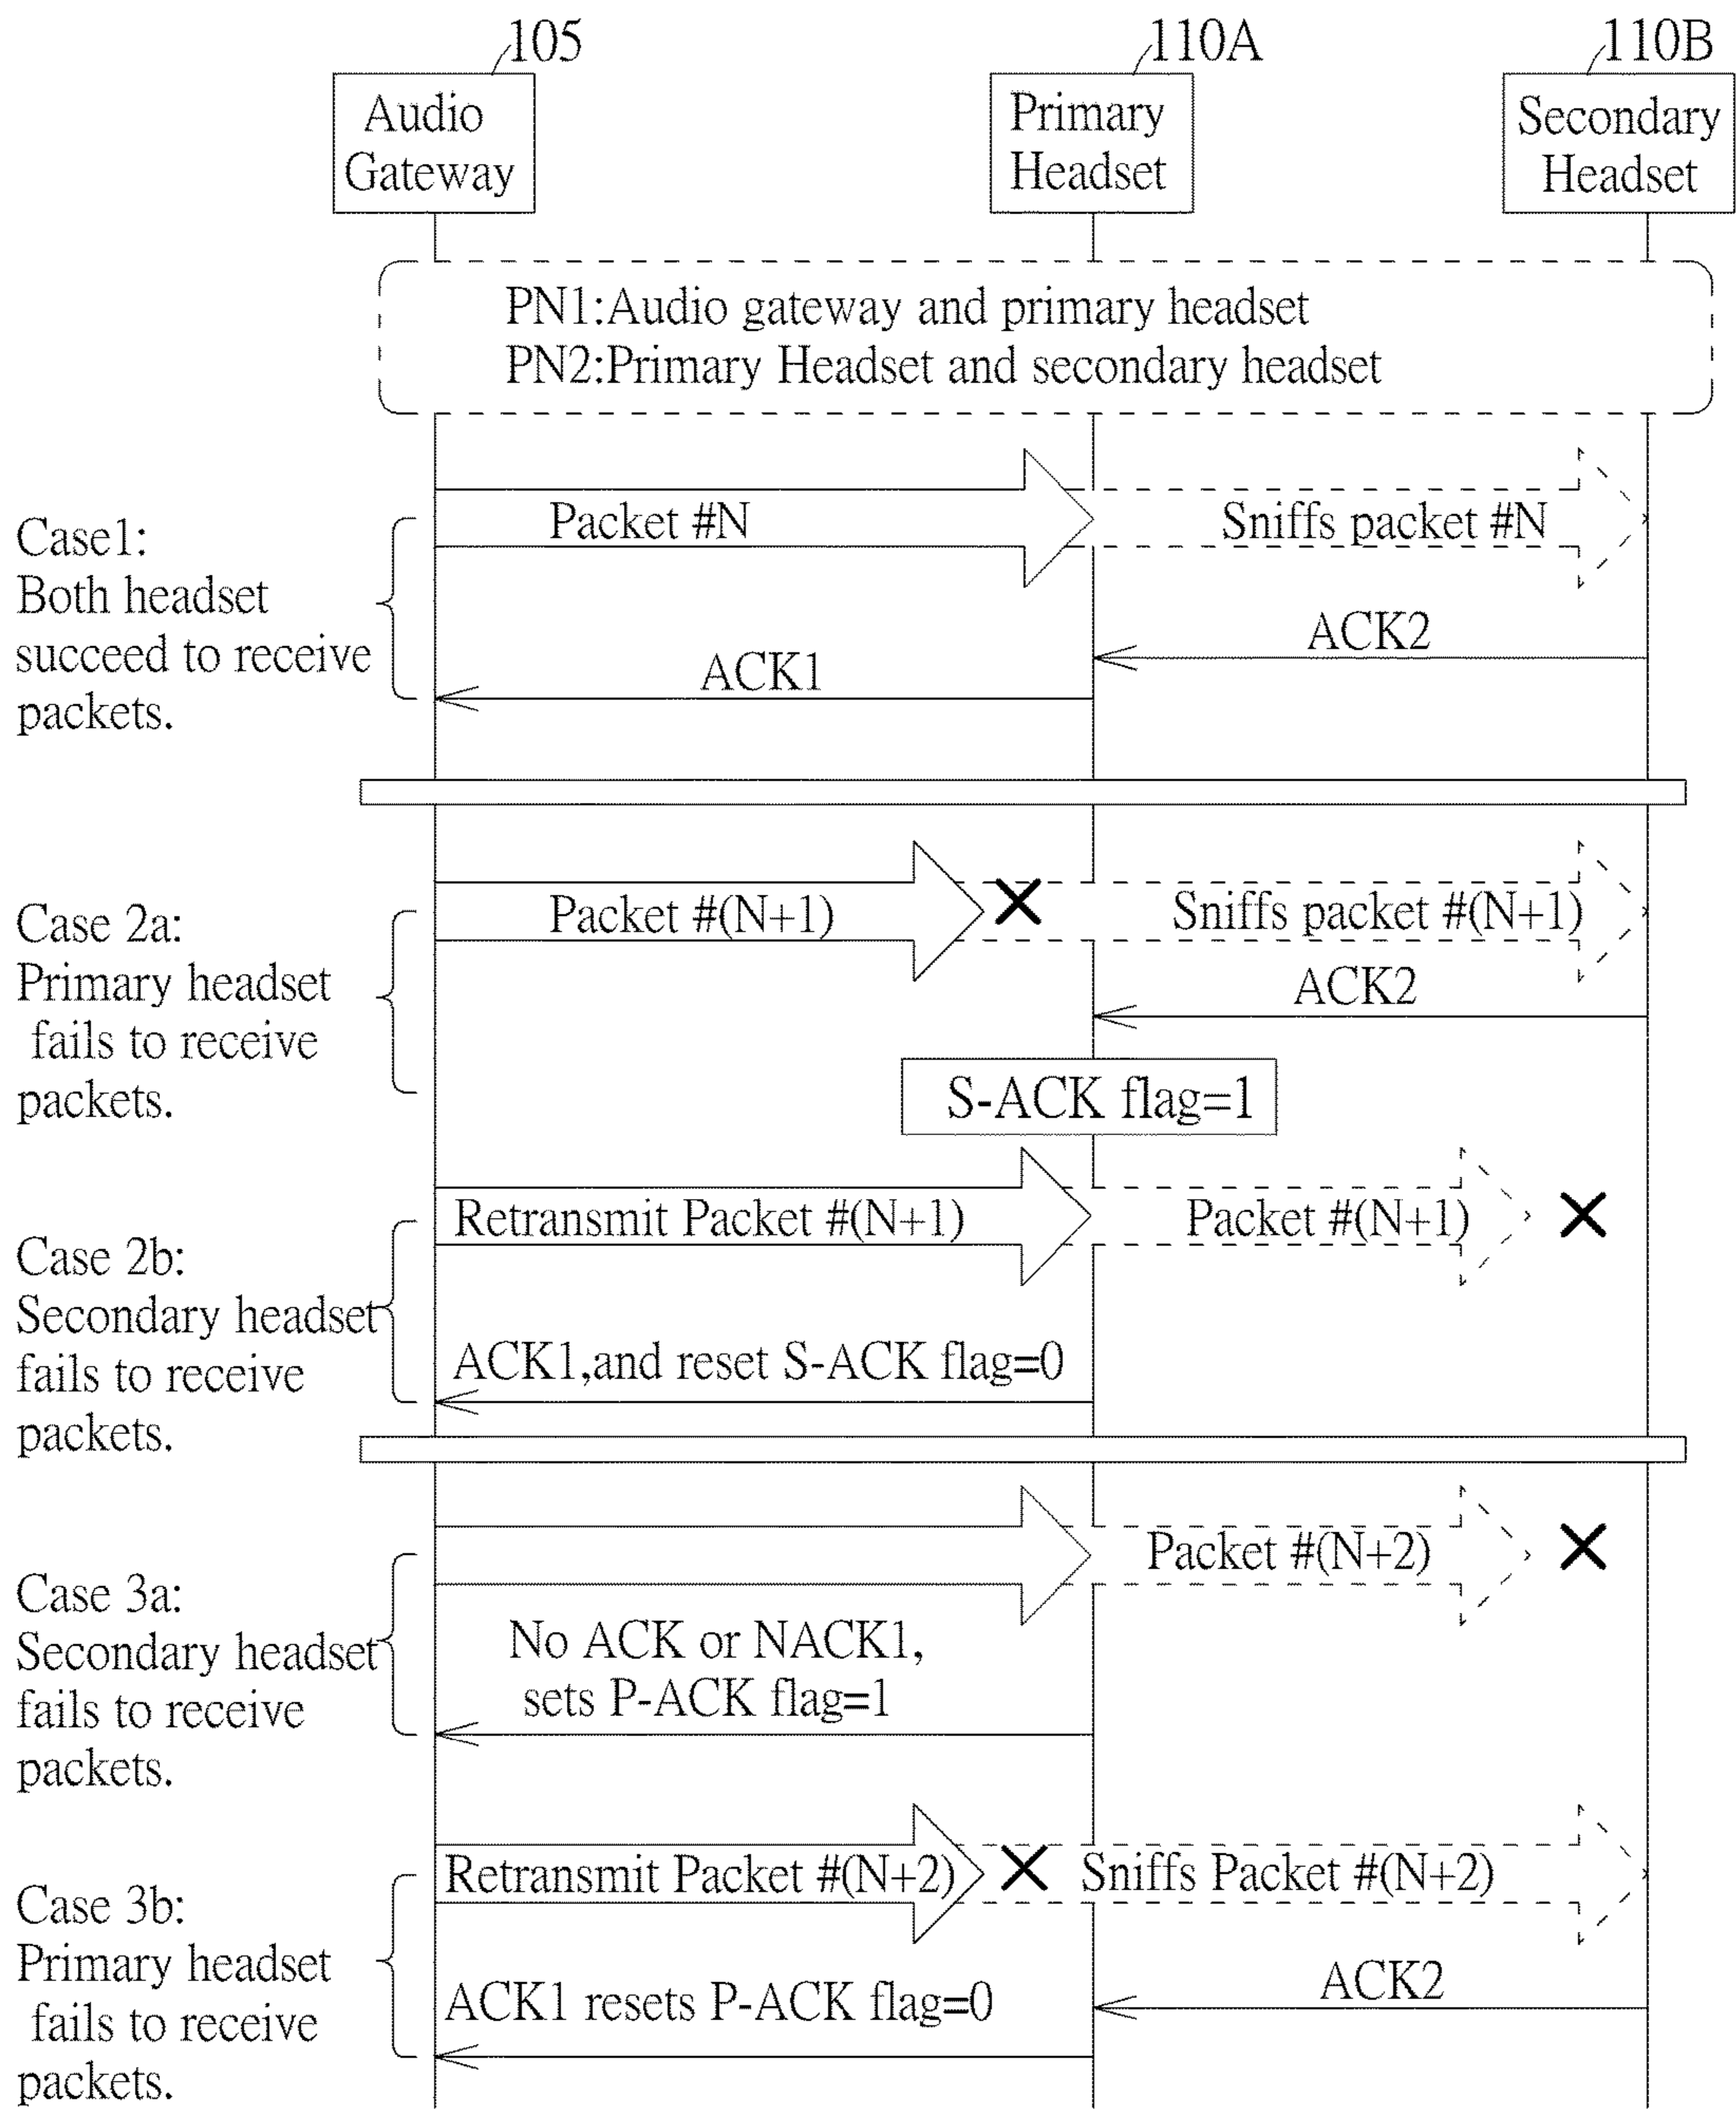 105
110A
110B
Audio
Gateway
Primary
Headset
Secondary
Headset
PN1:Audio gateway and primary headset
PN2:Primary Headset and secondary headset
Case1:
Both headset
succeed to receive
packets.
Packet #N
Sniffs packet #N
ACK2
ACK1
Case 2a:
Primary headset
fails to receive
packets.
Packet #(N+1)
Sniffs packet #(N+1)
ACK2
S-ACK flag=1
Case 2b:
Secondary headset
fails to receive
packets.
Retransmit Packet #(N+1)
Packet #(N+1)
ACK1,and reset S-ACK flag=0
Case 3a:
Secondary headset
fails to receive
packets.
Packet #(N+2)
No ACK or NACK1,
sets P-ACK flag=1
Case 3b:
Primary headset
fails to receive
packets.
Retransmit Packet #(N+2)
Sniffs Packet #(N+2)
ACK2
ACK1 resets P-ACK flag=0